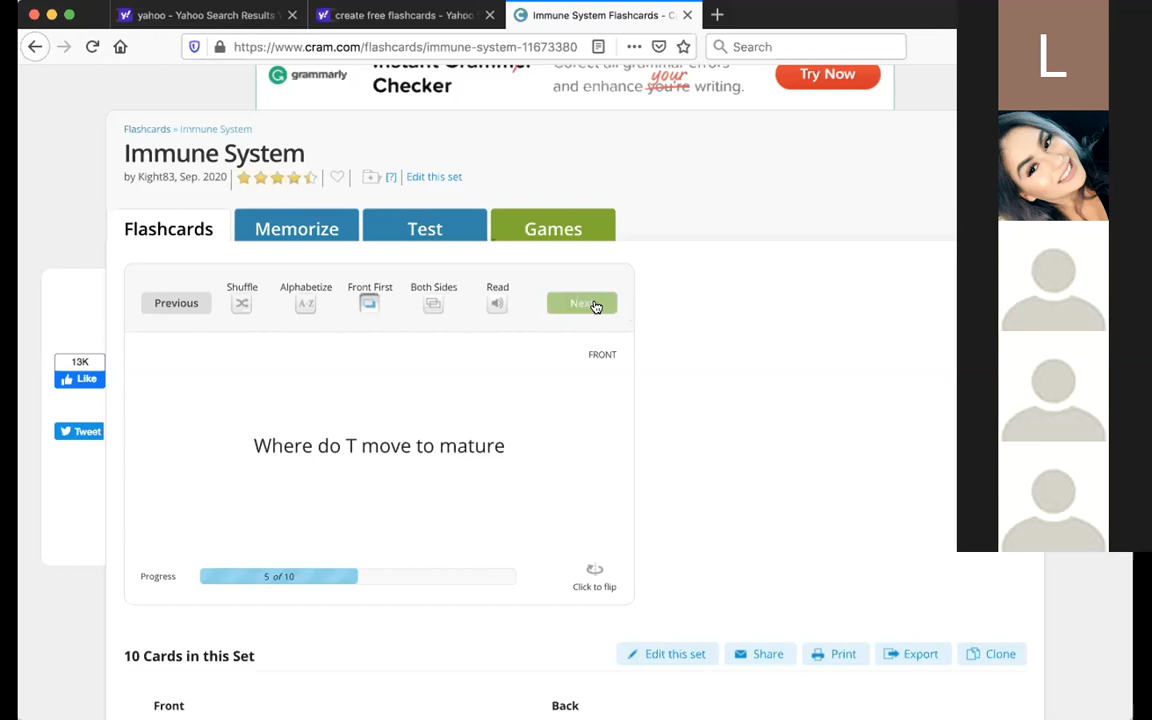 yahoo - Yahoo Search Results
create free flashcards - Yahoo
Immune System Flashcards - C
https://www.cram.com/flashcards/immune-system-11673380
Search
L
grammarly
Checker
and enhance you're writing.
your
Try Now
Flashcards » Immune System
Immune System
by Kight83, Sep. 2020
[?]
Edit this set
Flashcards
Memorize
Test
Games
Previous
Shuffle
Alphabetize
A-Z
Front First
Both Sides
Read
Next
FRONT
13K
Like
Tweet
Where do T move to mature
Progress
5 of 10
Click to flip
10 Cards in this Set
Edit this set
Share
Print
Export
Clone
Front
Back